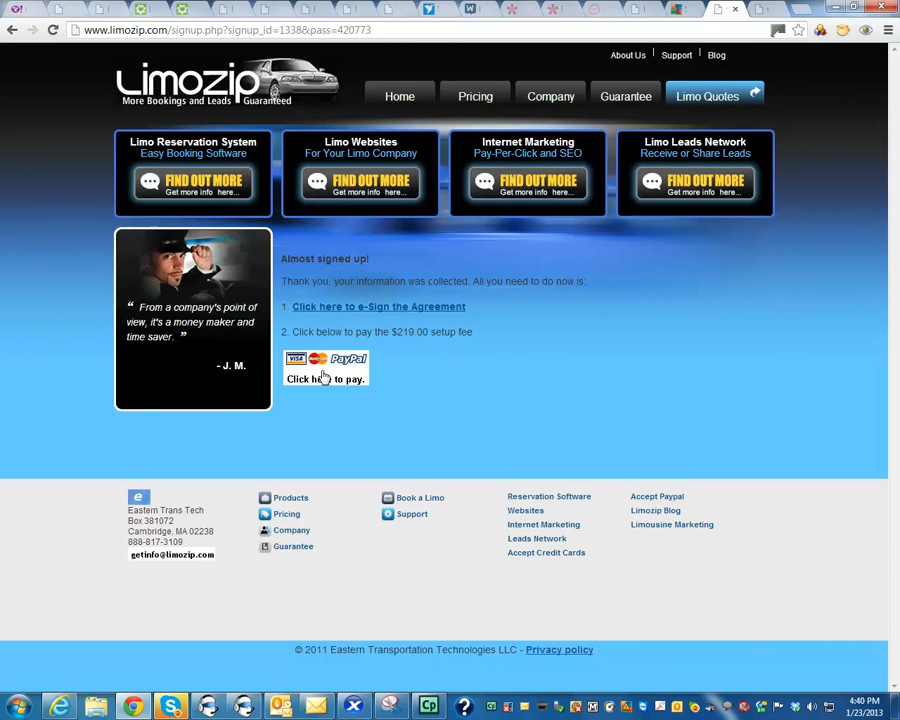 www.limozip.com/signup.php?signup_id=1338&pass=420773
About Us Support Blog
Limozip
More Bookings and Leads Guaranteed
Home Pricing Company Guarantee Limo Quotes
Limo Reservation System
Easy Booking Software
FIND OUT MORE
Get more info here...
Limo Websites
For Your Limo Company
FIND OUT MORE
Get more info here...
Internet Marketing
Pay-Per-Click and SEO
FIND OUT MORE
Get more info here...
Limo Leads Network
Receive or Share Leads
FIND OUT MORE
Get more info here...
“ From a company's point of
view, it's a money maker and
time saver. ”
- J. M.
Almost signed up!
Thank you, your information was collected. All you need to do now is:
1. Click here to e-Sign the Agreement
2. Click below to pay the $219.00 setup fee
VISA MasterCard PayPal
Click here to pay.
Eastern Trans Tech
Box 381072
Cambridge, MA 02238
888-817-3109
getinfo@limozip.com
Products
Pricing
Company
Guarantee
Book a Limo
Support
Reservation Software
Websites
Internet Marketing
Leads Network
Accept Credit Cards
Accept Paypal
Limozip Blog
Limousine Marketing
© 2011 Eastern Transportation Technologies LLC - Privacy policy
Cp
4:40 PM
1/23/2013